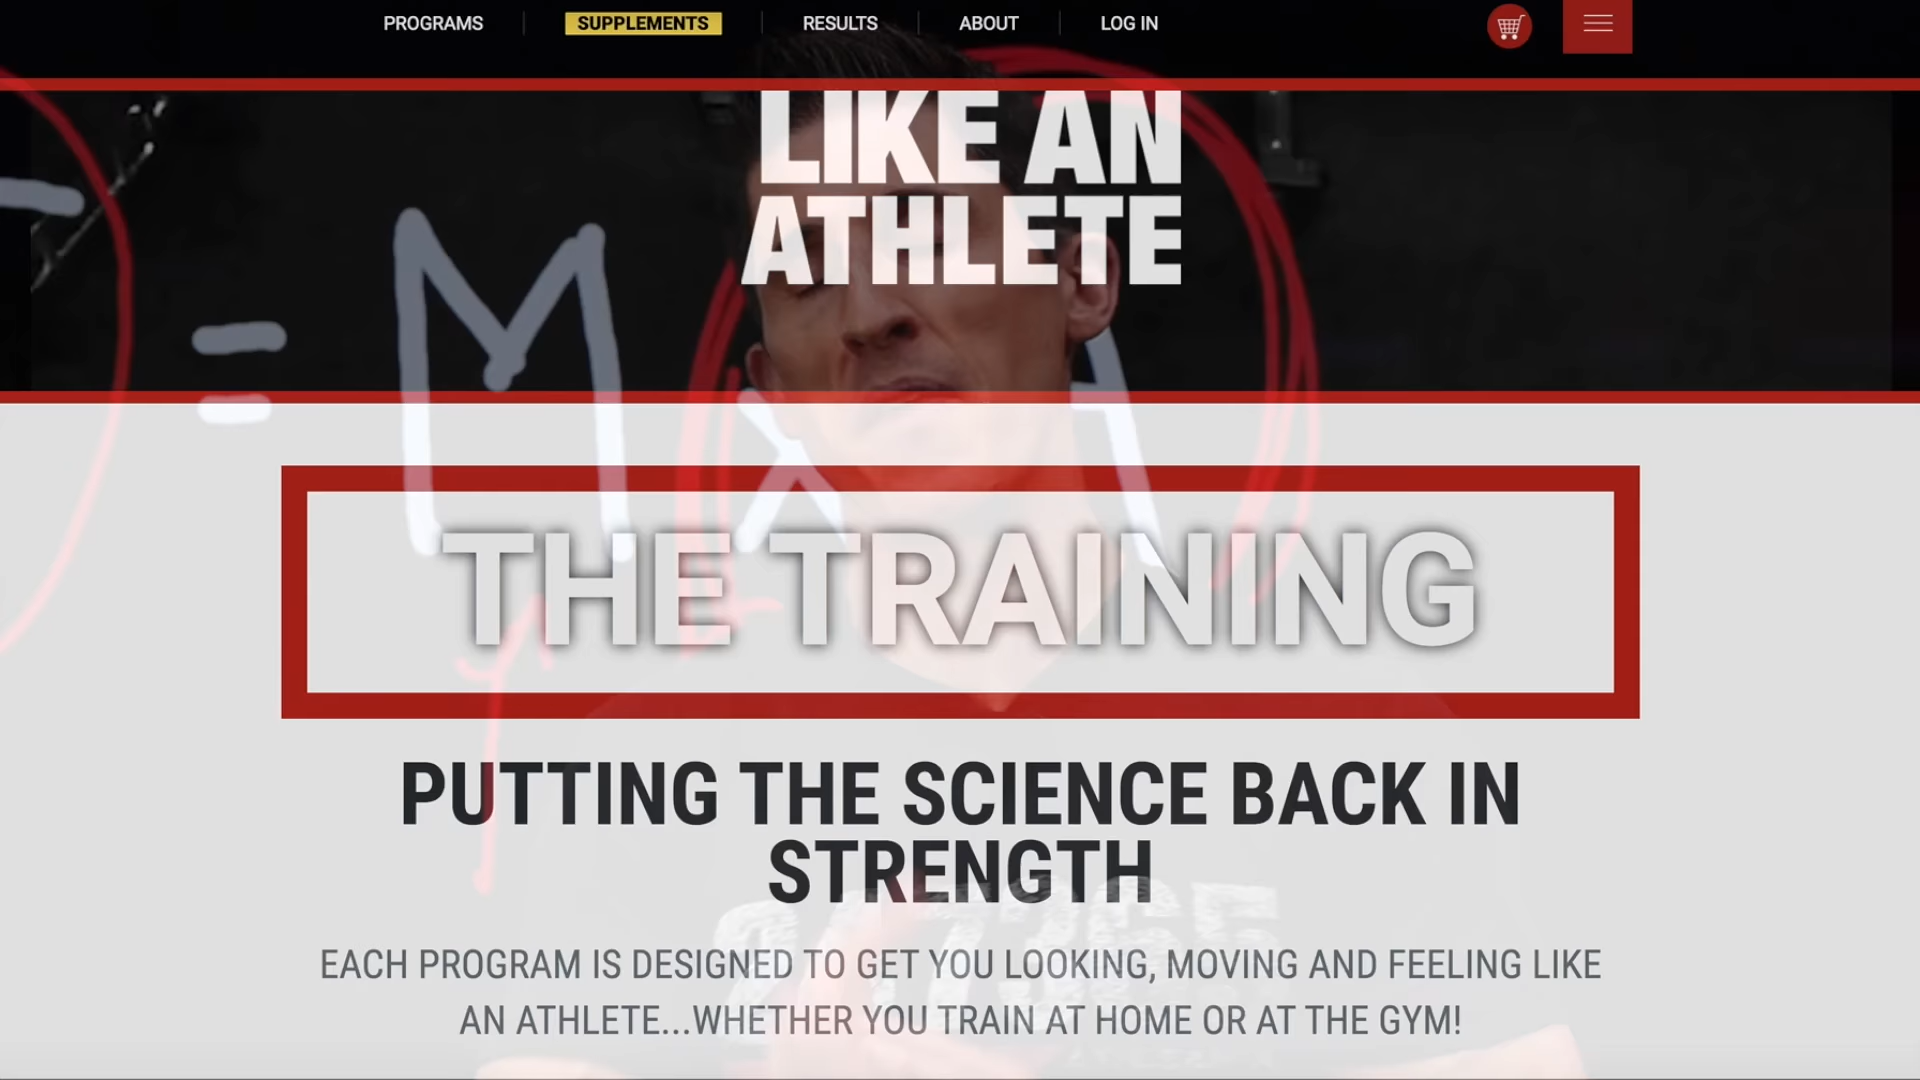 PROGRAMS
SUPPLEMENTS
RESULTS
ABOUT
LOG IN
LIKE AN
ATHLETE
= M x A
THE TRAINING
PUTTING THE SCIENCE BACK IN
STRENGTH
EACH PROGRAM IS DESIGNED TO GET YOU LOOKING, MOVING AND FEELING LIKE
AN ATHLETE...WHETHER YOU TRAIN AT HOME OR AT THE GYM!